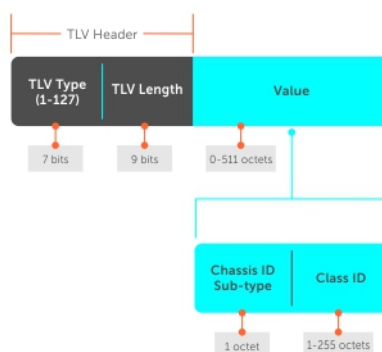 TLV Header
TLV Type
(1-127)
TLV Length
Value
7 bits
9 bits
0-511 octets
Chassis ID
Sub-type
Class ID
1 octet
1-255 octets